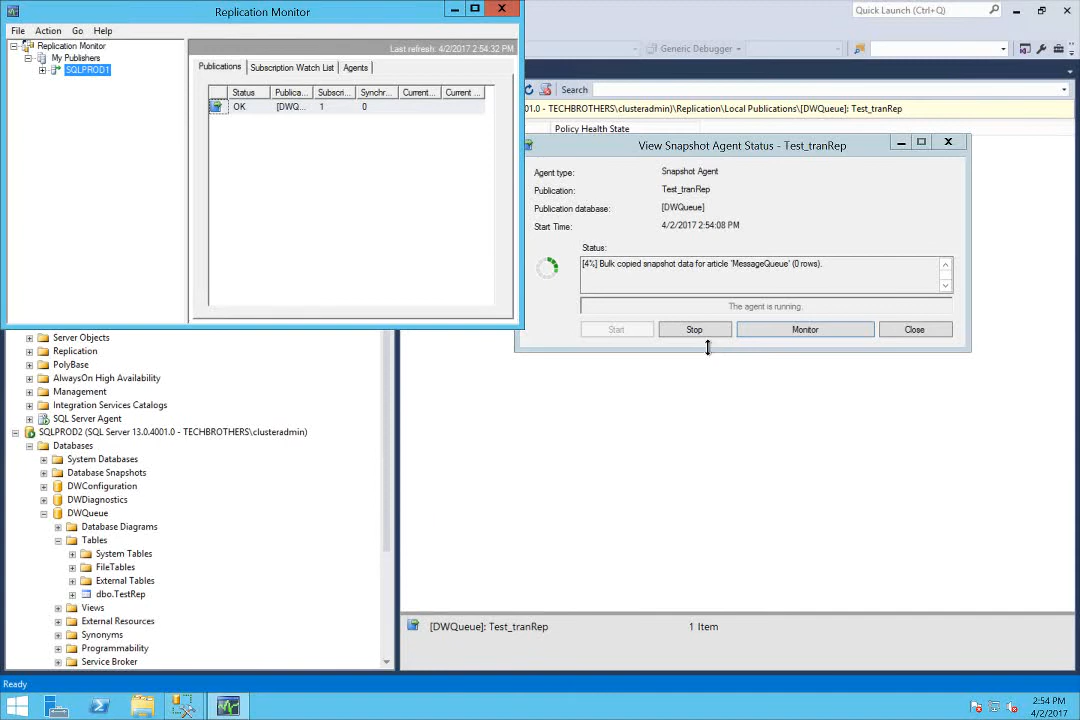 Replication Monitor
File Action Go Help
Replication Monitor
My Publishers
SQLPROD1
Last refresh: 4/2/2017 2:54:32 PM
Publications Subscription Watch List Agents
Status Publica... Subscri... Synchr... Current... Current ...
OK [DWQ... 1 0
Quick Launch (Ctrl+Q)
Generic Debugger
Search
01.0 - TECHBROTHERS\clusteradmin)\Replication\Local Publications\[DWQueue]: Test_tranRep
Policy Health State
View Snapshot Agent Status - Test_tranRep
Agent type: Snapshot Agent
Publication: Test_tranRep
Publication database: [DWQueue]
Start Time: 4/2/2017 2:54:08 PM
Status:
[4%] Bulk copied snapshot data for article 'MessageQueue' (0 rows).
The agent is running.
Start Stop Monitor Close
Server Objects
Replication
PolyBase
AlwaysOn High Availability
Management
Integration Services Catalogs
SQL Server Agent
SQLPROD2 (SQL Server 13.0.4001.0 - TECHBROTHERS\clusteradmin)
Databases
System Databases
Database Snapshots
DWConfiguration
DWDiagnostics
DWQueue
Database Diagrams
Tables
System Tables
FileTables
External Tables
dbo.TestRep
Views
External Resources
Synonyms
Programmability
Service Broker
[DWQueue]: Test_tranRep 1 Item
Ready
2:54 PM
4/2/2017